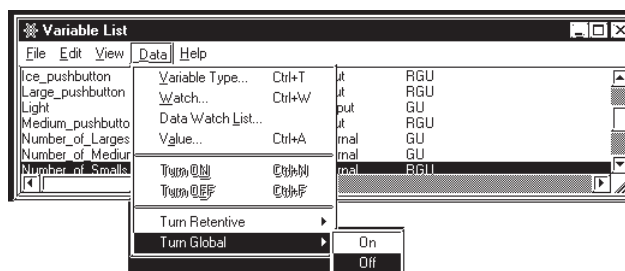 Variable List
File Edit View Data Help
Ice_pushbutton RGU
Large_pushbutton RGU
Light GU
Medium_pushbutto RGU
Number_of_Larges GU
Number_of_Mediur GU
Number_of_Smalls RGU
Variable Type... Ctrl+T
Watch... Ctrl+W
Data Watch List...
Value... Ctrl+A
Turn ON Ctrl+N
Turn OFF Ctrl+F
Turn Retentive
Turn Global
On
Off